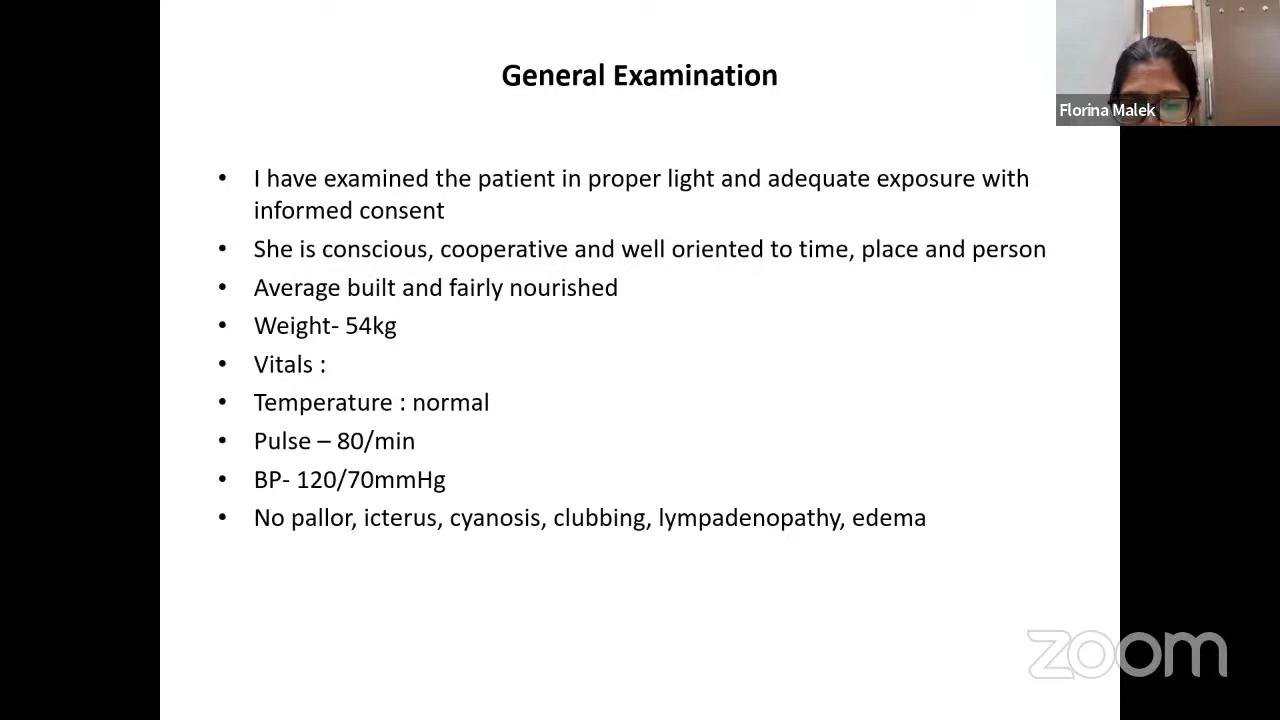 General Examination
Florina Malek
• I have examined the patient in proper light and adequate exposure with
informed consent
• She is conscious, cooperative and well oriented to time, place and person
• Average built and fairly nourished
• Weight- 54kg
• Vitals :
• Temperature : normal
• Pulse – 80/min
• BP- 120/70mmHg
• No pallor, icterus, cyanosis, clubbing, lympadenopathy, edema
zoom